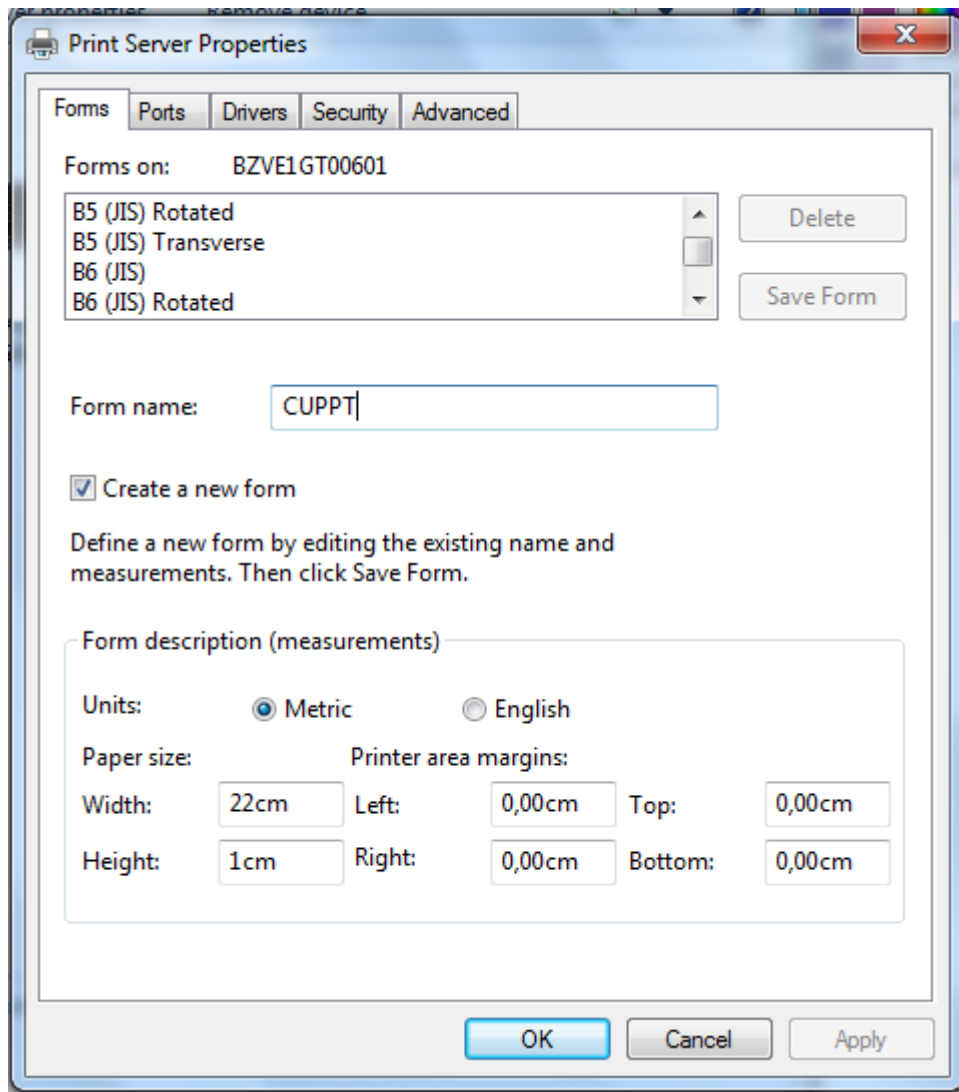 Remove device
Print Server Properties
Forms Ports Drivers Security Advanced
Forms on: BZVE1GT00601
B5 (JIS) Rotated
B5 (JIS) Transverse
B6 (JIS)
B6 (JIS) Rotated
Delete
Save Form
Form name: CUPPT
Create a new form
Define a new form by editing the existing name and
measurements. Then click Save Form.
Form description (measurements)
Units: Metric English
Paper size: Printer area margins:
Width: 22cm Left: 0,00cm Top: 0,00cm
Height: 1cm Right: 0,00cm Bottom: 0,00cm
OK Cancel Apply